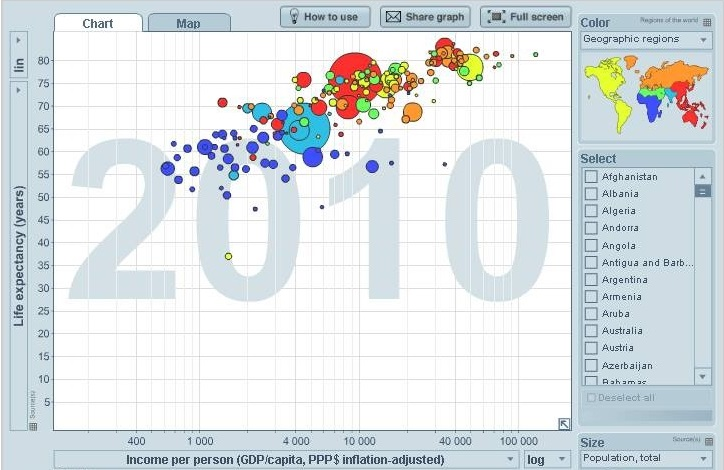 Chart
Map
How to use
Share graph
Full screen
Color
Regions of the world
Geographic regions
lin
Life expectancy (years)
80
75
70
65
60
55
50
45
40
35
30
25
20
15
10
5
2010
Select
Afghanistan
Albania
Algeria
Andorra
Angola
Antigua and Barb...
Argentina
Armenia
Aruba
Australia
Austria
Azerbaijan
Bahamas
Deselect all
Source(s)
400
1 000
2 000
4 000
10 000
40 000
100 000
Income per person (GDP/capita, PPP$ inflation-adjusted)
log
Size
Source(s)
Population, total